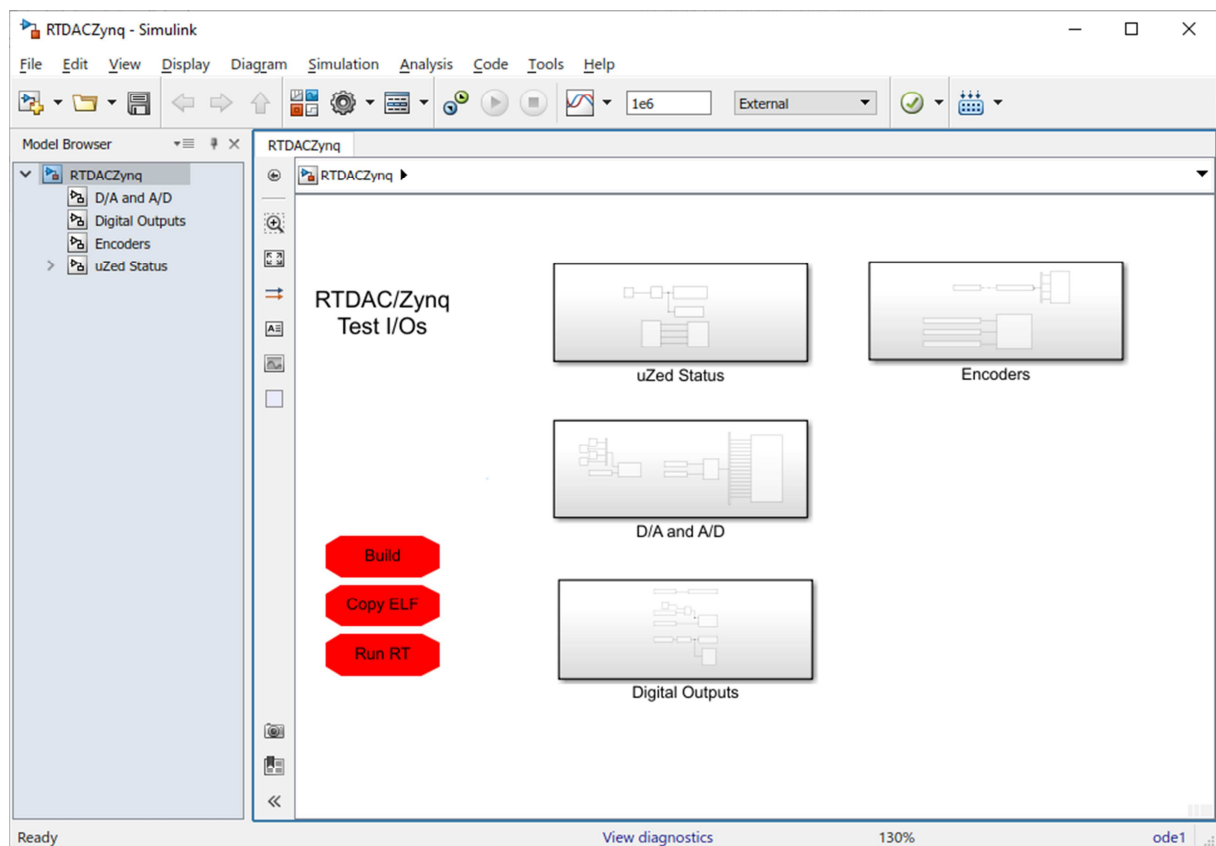 RTDACZynq - Simulink
File Edit View Display Diagram Simulation Analysis Code Tools Help
1e6 External
Model Browser
RTDACZynq
D/A and A/D
Digital Outputs
Encoders
uZed Status
RTDACZynq
RTDACZynq
RTDAC/Zynq
Test I/Os
uZed Status
Encoders
D/A and A/D
Build
Copy ELF
Run RT
Digital Outputs
Ready View diagnostics 130% ode1